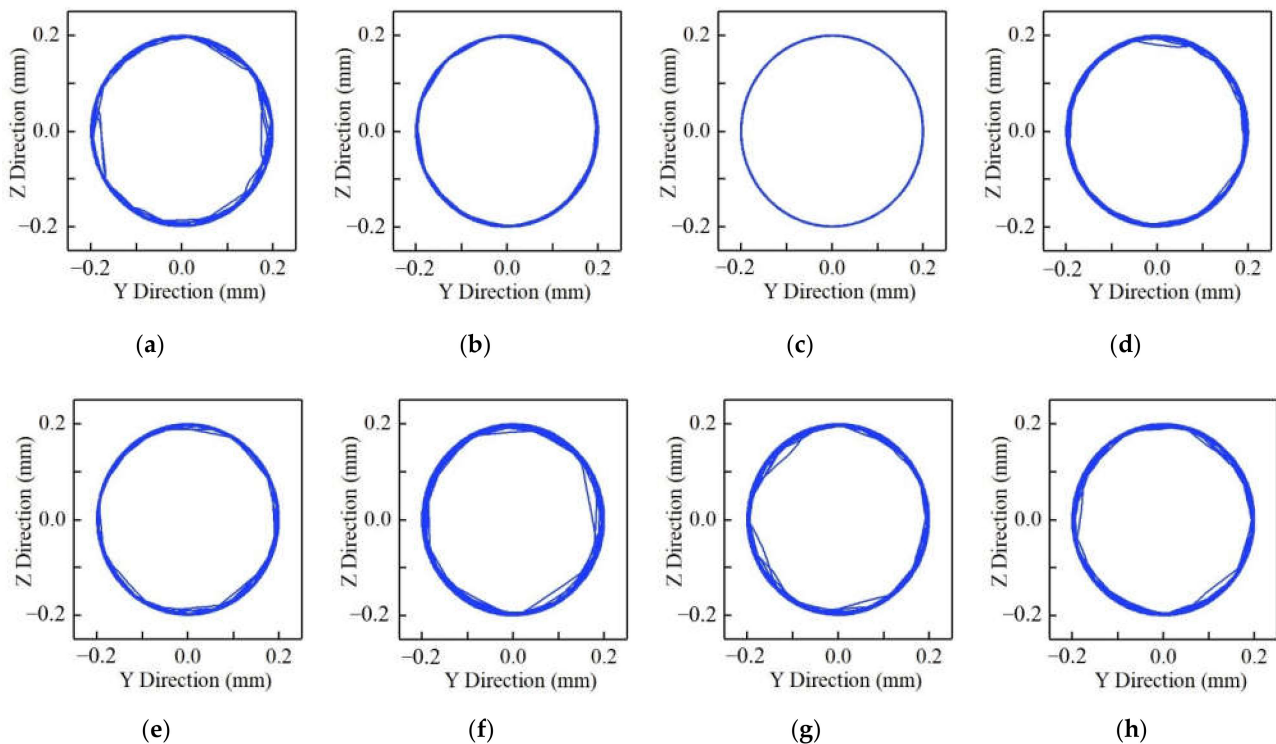 Z Direction (mm)
0.2
0.0
−0.2
−0.2 0.0 0.2
Y Direction (mm)
(a)
Z Direction (mm)
0.2
0.0
−0.2
−0.2 0.0 0.2
Y Direction (mm)
(b)
Z Direction (mm)
0.2
0.0
−0.2
−0.2 0.0 0.2
Y Direction (mm)
(c)
Z Direction (mm)
0.2
0.0
−0.2
−0.2 0.0 0.2
Y Direction (mm)
(d)
Z Direction (mm)
0.2
0.0
−0.2
−0.2 0.0 0.2
Y Direction (mm)
(e)
Z Direction (mm)
0.2
0.0
−0.2
−0.2 0.0 0.2
Y Direction (mm)
(f)
Z Direction (mm)
0.2
0.0
−0.2
−0.2 0.0 0.2
Y Direction (mm)
(g)
Z Direction (mm)
0.2
0.0
−0.2
−0.2 0.0 0.2
Y Direction (mm)
(h)